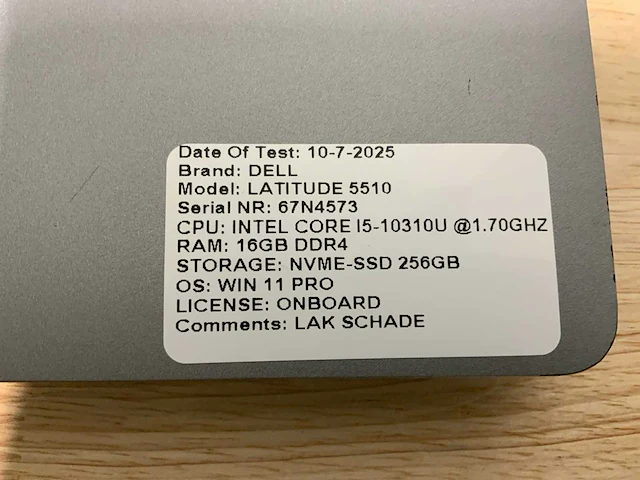 Date Of Test: 10-7-2025
Brand: DELL
Model: LATITUDE 5510
Serial NR: 67N4573
CPU: INTEL CORE I5-10310U @1.70GHZ
RAM: 16GB DDR4
STORAGE: NVME-SSD 256GB
OS: WIN 11 PRO
LICENSE: ONBOARD
Comments: LAK SCHADE